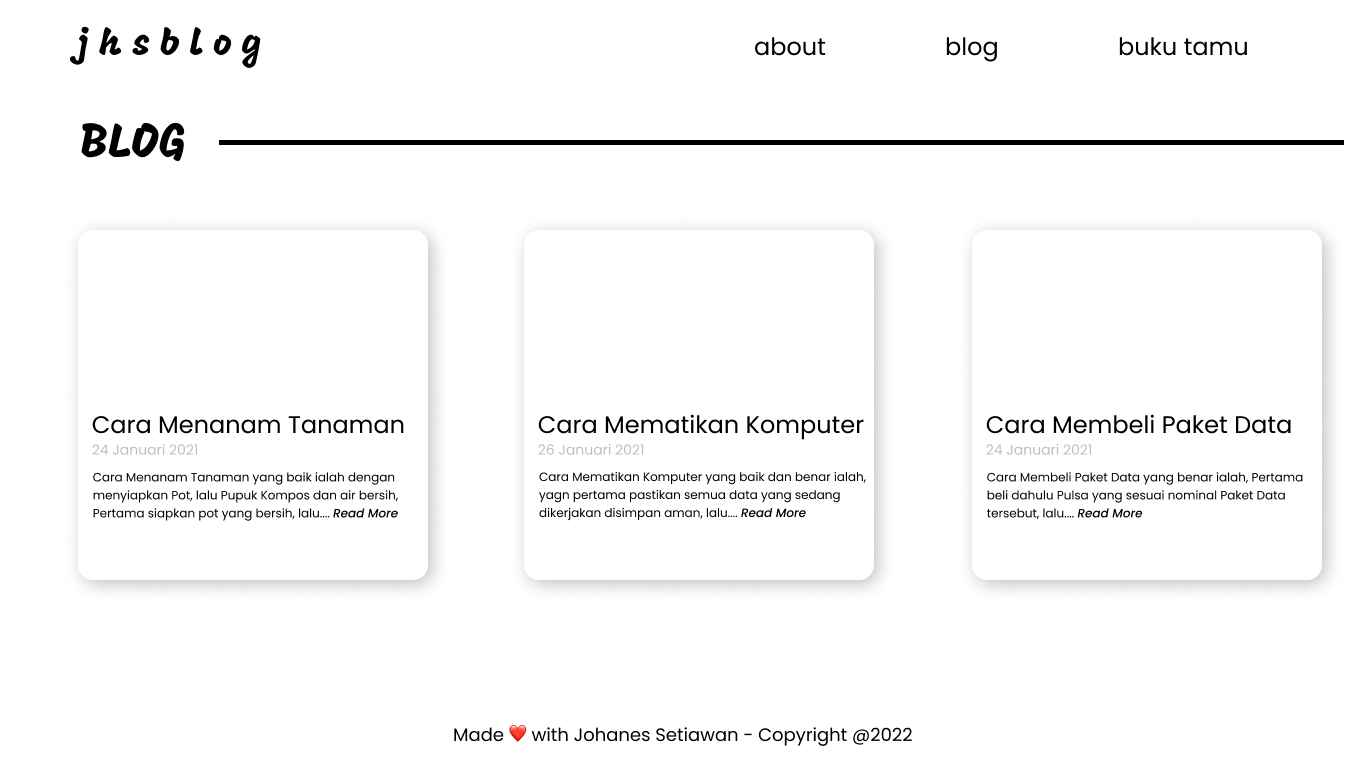 jhsblog
about
blog
buku tamu
BLOG
Cara Menanam Tanaman
24 Januari 2021
Cara Menanam Tanaman yang baik ialah dengan
menyiapkan Pot, lalu Pupuk Kompos dan air bersih,
Pertama siapkan pot yang bersih, lalu.... Read More
Cara Mematikan Komputer
26 Januari 2021
Cara Mematikan Komputer yang baik dan benar ialah,
yagn pertama pastikan semua data yang sedang
dikerjakan disimpan aman, lalu.... Read More
Cara Membeli Paket Data
24 Januari 2021
Cara Membeli Paket Data yang benar ialah, Pertama
beli dahulu Pulsa yang sesuai nominal Paket Data
tersebut, lalu.... Read More
Made ❤️ with Johanes Setiawan - Copyright @2022